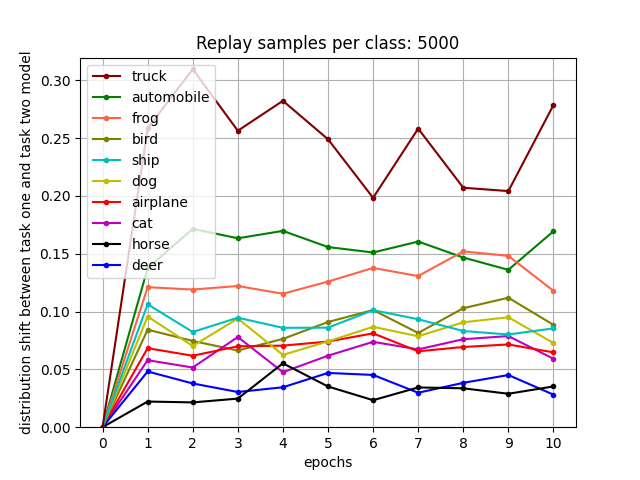 Replay samples per class: 5000
distribution shift between task one and task two model
0.30
0.25
0.20
0.15
0.10
0.05
0.00
truck
automobile
frog
bird
ship
dog
airplane
cat
horse
deer
0 1 2 3 4 5 6 7 8 9 10
epochs